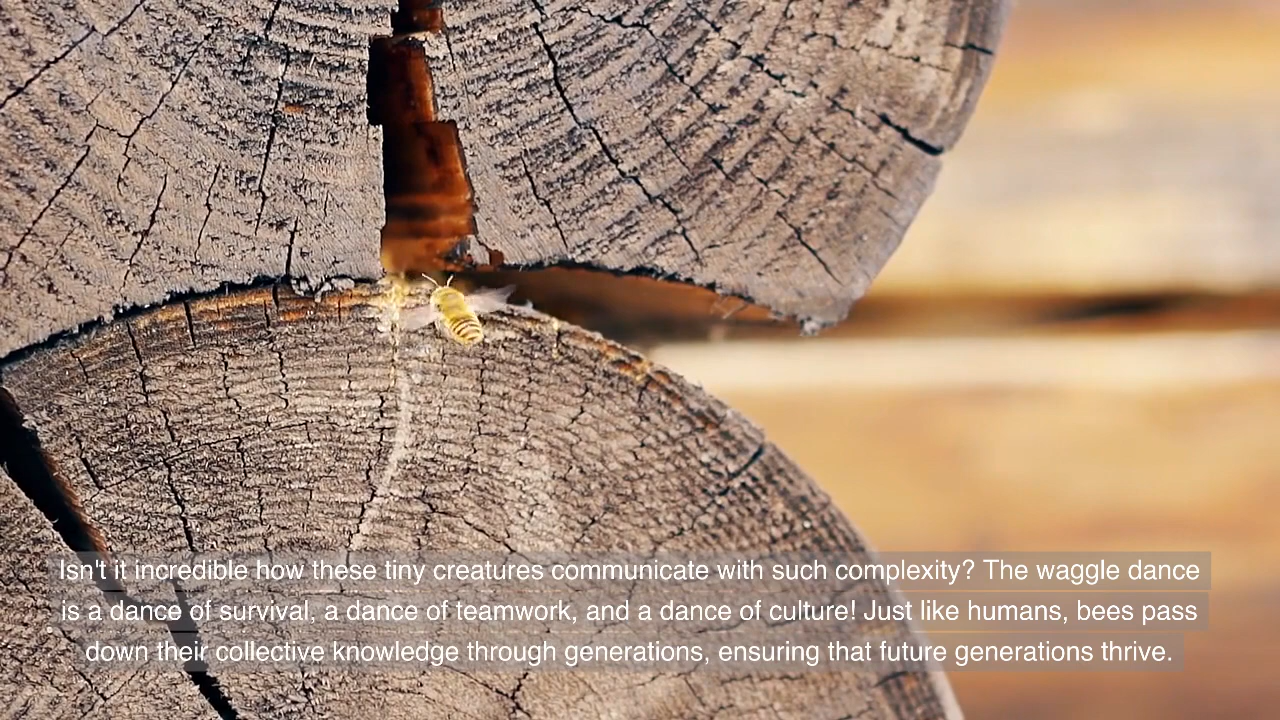 Isn't it incredible how these tiny creatures communicate with such complexity? The waggle dance
is a dance of survival, a dance of teamwork, and a dance of culture! Just like humans, bees pass
down their collective knowledge through generations, ensuring that future generations thrive.